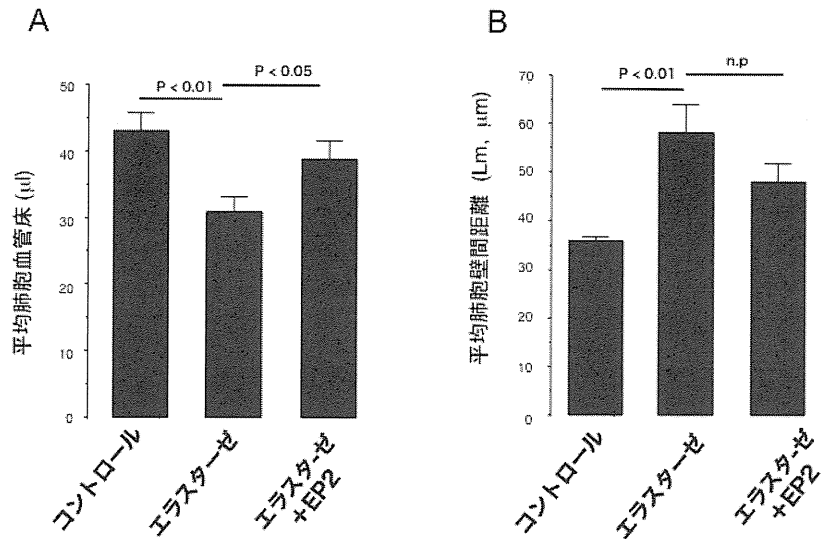 A
P < 0.01
P < 0.05
平均肺胞血管床 (μl)
50
40
30
20
10
0
コントロール
エラスターゼ
エラスターゼ
+EP2
B
P < 0.01
n.p
平均肺胞壁間距離 (Lm, μm)
70
60
50
40
30
20
10
0
コントロール
エラスターゼ
エラスターゼ
+EP2